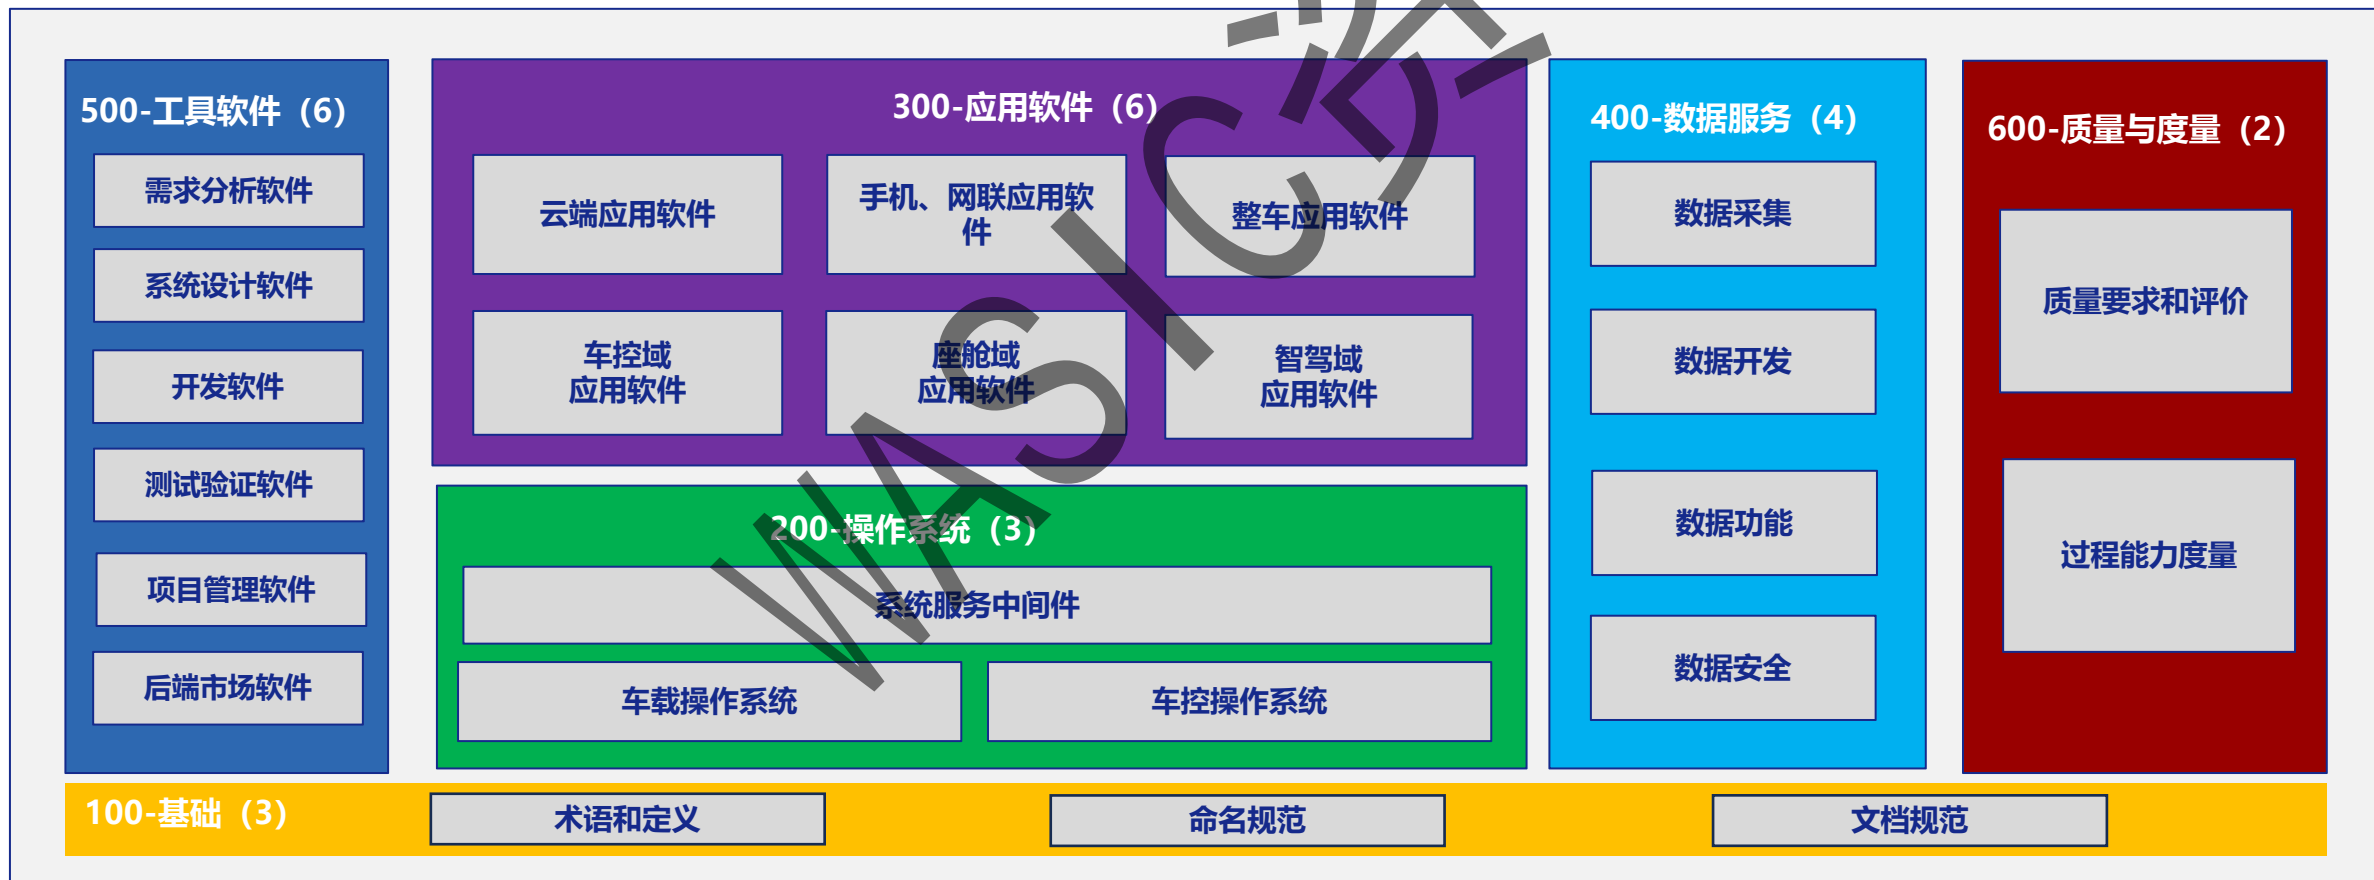 500-工具软件（6）
需求分析软件
系统设计软件
开发软件
测试验证软件
项目管理软件
后端市场软件
300-应用软件（6）
云端应用软件
手机、网联应用软
件
整车应用软件
车控域
应用软件
座舱域
应用软件
智驾域
应用软件
200-操作系统（3）
系统服务中间件
车载操作系统
车控操作系统
400-数据服务（4）
数据采集
数据开发
数据功能
数据安全
600-质量与度量（2）
质量要求和评价
过程能力度量
100-基础（3）
术语和定义
命名规范
文档规范
WASIC